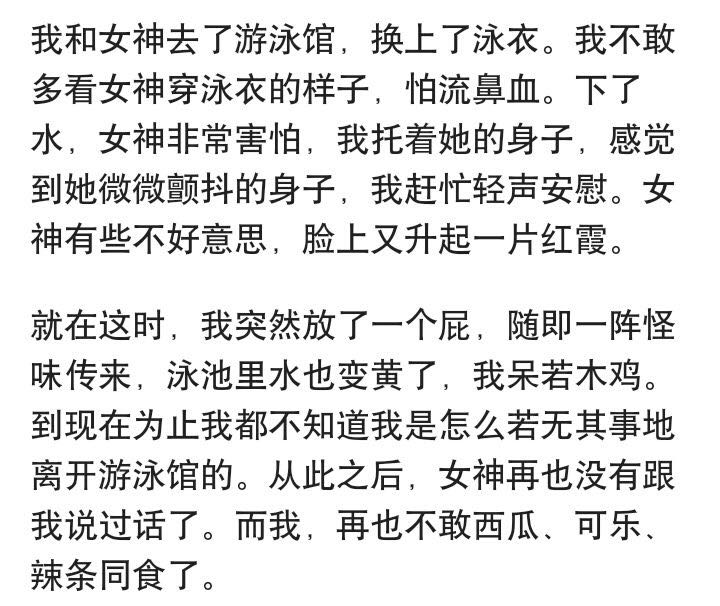 我和女神去了游泳馆，换上了泳衣。我不敢
多看女神穿泳衣的样子，怕流鼻血。下了
水，女神非常害怕，我托着她的身子，感觉
到她微微颤抖的身子，我赶忙轻声安慰。女
神有些不好意思，脸上又升起一片红霞。
就在这时，我突然放了一个屁，随即一阵怪
味传来，泳池里水也变黄了，我呆若木鸡。
到现在为止我都不知道我是怎么若无其事地
离开游泳馆的。从此之后，女神再也没有跟
我说过话了。而我，再也不敢西瓜、可乐、
辣条同食了。